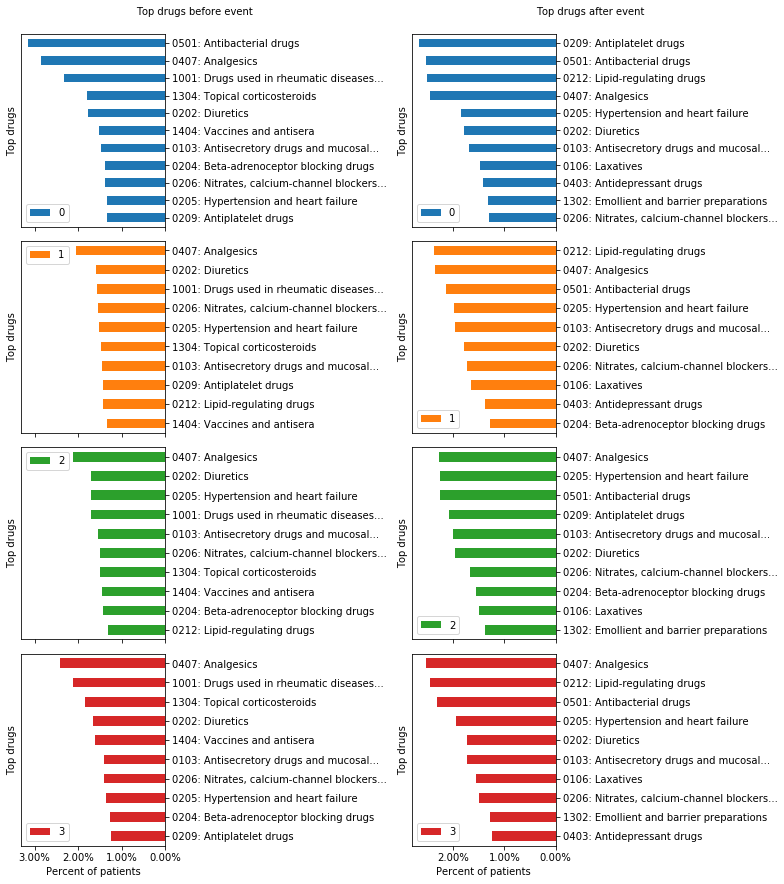 Top drugs before event
0501: Antibacterial drugs
0407: Analgesics
1001: Drugs used in rheumatic diseases...
1304: Topical corticosteroids
0202: Diuretics
1404: Vaccines and antisera
0103: Antisecretory drugs and mucosal...
0204: Beta-adrenoceptor blocking drugs
0206: Nitrates, calcium-channel blockers...
0205: Hypertension and heart failure
0209: Antiplatelet drugs
Top drugs
0
0407: Analgesics
0202: Diuretics
1001: Drugs used in rheumatic diseases...
0206: Nitrates, calcium-channel blockers...
0205: Hypertension and heart failure
1304: Topical corticosteroids
0103: Antisecretory drugs and mucosal...
0209: Antiplatelet drugs
0212: Lipid-regulating drugs
1404: Vaccines and antisera
Top drugs
1
0407: Analgesics
0202: Diuretics
0205: Hypertension and heart failure
1001: Drugs used in rheumatic diseases...
0103: Antisecretory drugs and mucosal...
0206: Nitrates, calcium-channel blockers...
1304: Topical corticosteroids
1404: Vaccines and antisera
0204: Beta-adrenoceptor blocking drugs
0212: Lipid-regulating drugs
Top drugs
2
0407: Analgesics
1001: Drugs used in rheumatic diseases...
1304: Topical corticosteroids
0202: Diuretics
1404: Vaccines and antisera
0103: Antisecretory drugs and mucosal...
0206: Nitrates, calcium-channel blockers...
0205: Hypertension and heart failure
0204: Beta-adrenoceptor blocking drugs
0209: Antiplatelet drugs
Top drugs
3
3.00% 2.00% 1.00% 0.00%
Percent of patients
Top drugs after event
0209: Antiplatelet drugs
0501: Antibacterial drugs
0212: Lipid-regulating drugs
0407: Analgesics
0205: Hypertension and heart failure
0202: Diuretics
0103: Antisecretory drugs and mucosal...
0106: Laxatives
0403: Antidepressant drugs
1302: Emollient and barrier preparations
0206: Nitrates, calcium-channel blockers...
Top drugs
0
0212: Lipid-regulating drugs
0407: Analgesics
0501: Antibacterial drugs
0205: Hypertension and heart failure
0103: Antisecretory drugs and mucosal...
0202: Diuretics
0206: Nitrates, calcium-channel blockers...
0106: Laxatives
0403: Antidepressant drugs
0204: Beta-adrenoceptor blocking drugs
Top drugs
1
0407: Analgesics
0205: Hypertension and heart failure
0501: Antibacterial drugs
0209: Antiplatelet drugs
0103: Antisecretory drugs and mucosal...
0202: Diuretics
0206: Nitrates, calcium-channel blockers...
0204: Beta-adrenoceptor blocking drugs
0106: Laxatives
1302: Emollient and barrier preparations
Top drugs
2
0407: Analgesics
0212: Lipid-regulating drugs
0501: Antibacterial drugs
0205: Hypertension and heart failure
0202: Diuretics
0103: Antisecretory drugs and mucosal...
0106: Laxatives
0206: Nitrates, calcium-channel blockers...
1302: Emollient and barrier preparations
0403: Antidepressant drugs
Top drugs
3
2.00% 1.00% 0.00%
Percent of patients